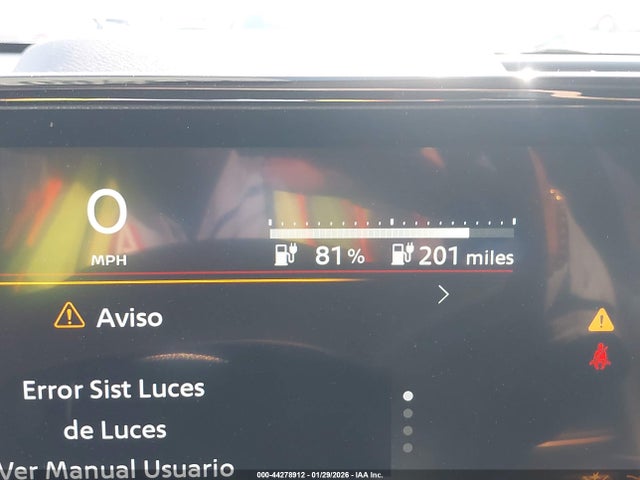 0
MPH
81 %
201 miles
Aviso
Error Sist Luces
de Luces
Ver Manual Usuario
000-44278912 - 01/29/2026 - IAA Inc.